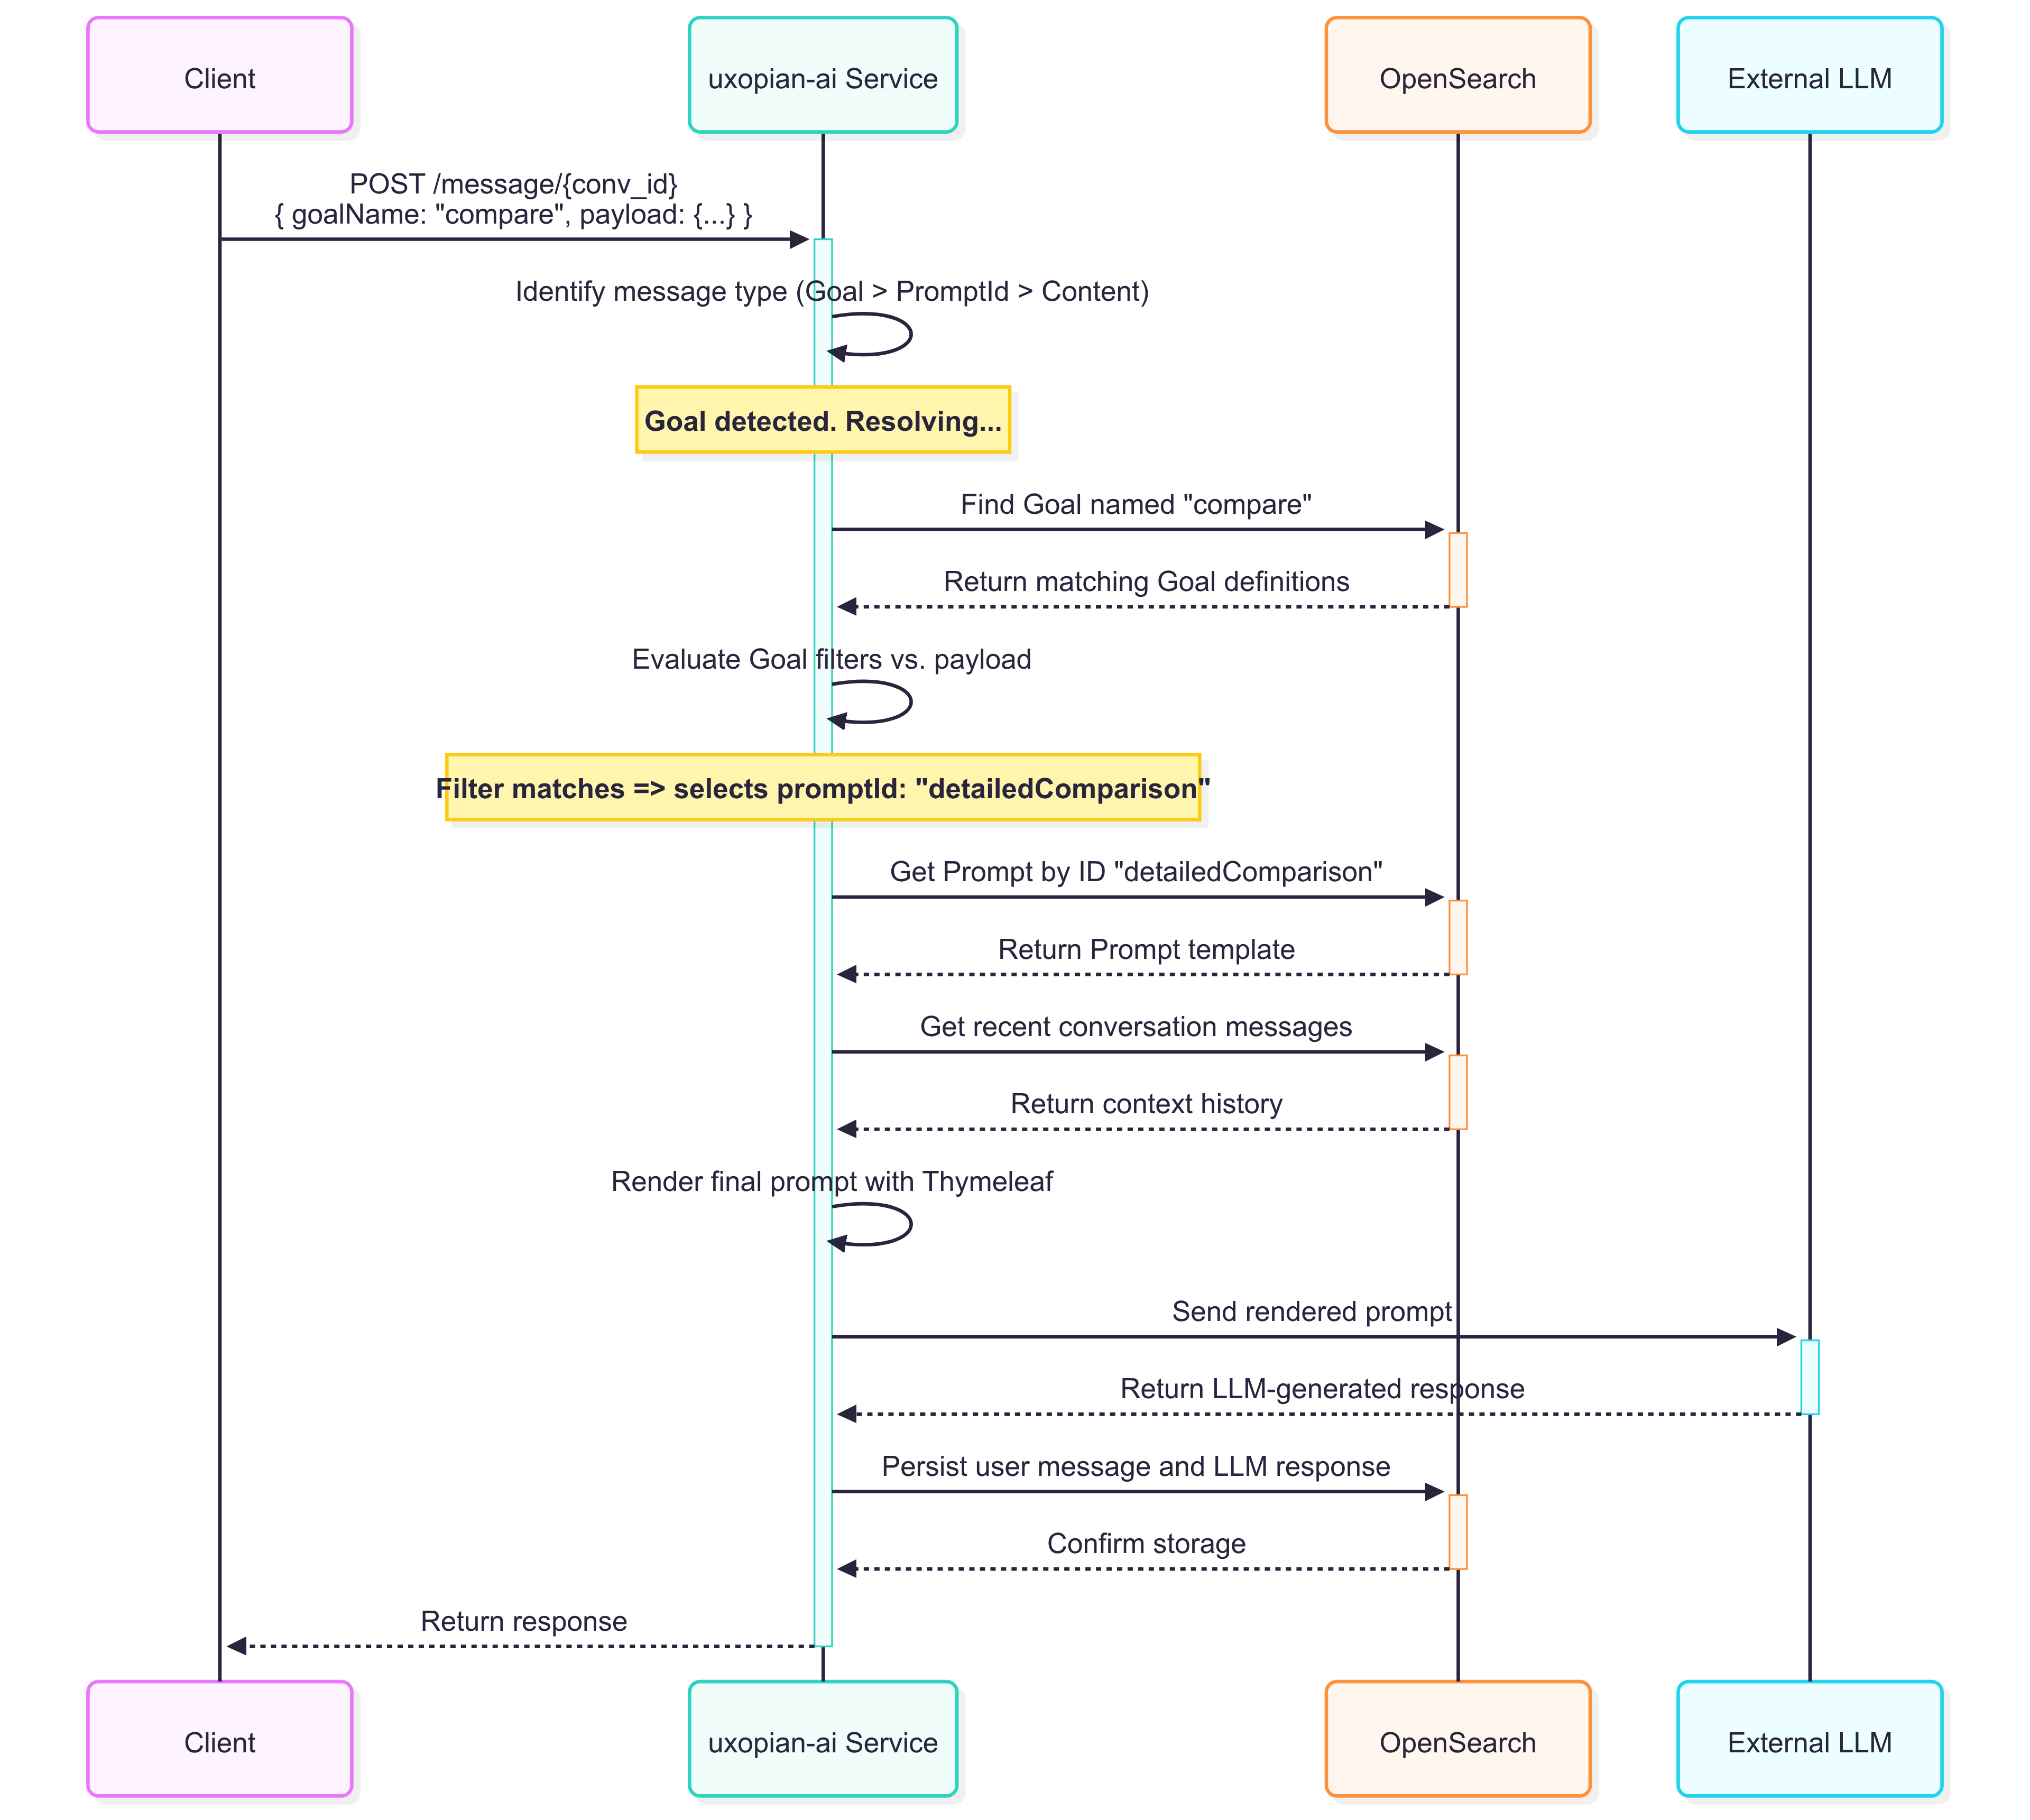 Client
uxopian-ai Service
OpenSearch
External LLM
POST /message/{conv_id}
{ goalName: "compare", payload: {...} }
Identify message type (Goal > PromptId > Content)
Goal detected. Resolving...
Find Goal named "compare"
Return matching Goal definitions
Evaluate Goal filters vs. payload
Filter matches => selects promptId: "detailedComparison"
Get Prompt by ID "detailedComparison"
Return Prompt template
Get recent conversation messages
Return context history
Render final prompt with Thymeleaf
Send rendered prompt
Return LLM-generated response
Persist user message and LLM response
Confirm storage
Return response
Client
uxopian-ai Service
OpenSearch
External LLM